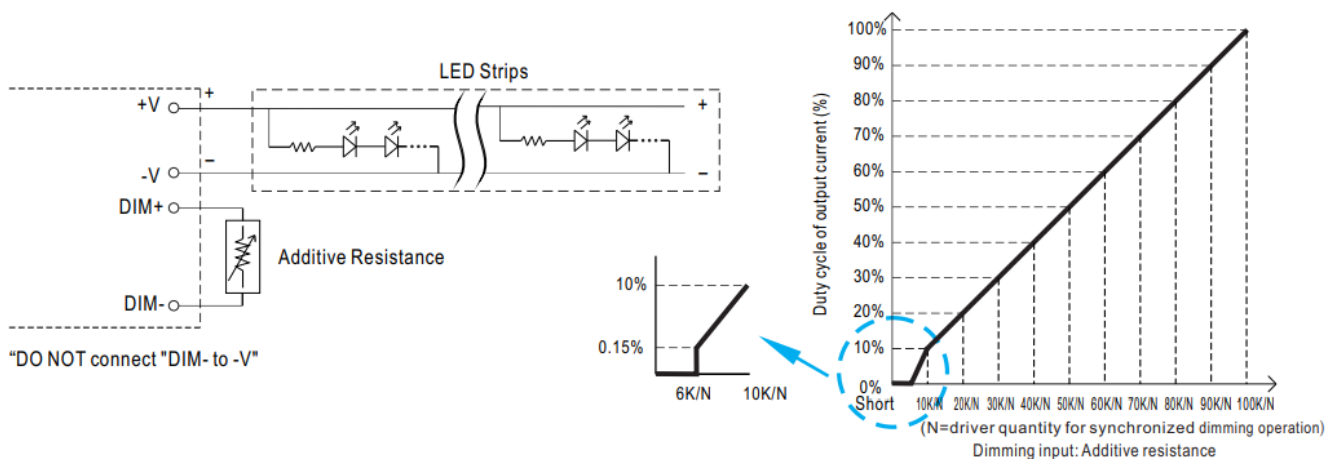 LED Strips
+V
+
+
-V
–
–
DIM+
Additive Resistance
DIM-
"DO NOT connect "DIM- to -V"
10%
0.15%
6K/N 10K/N
Duty cycle of output current (%)
100%
90%
80%
70%
60%
50%
40%
30%
20%
10%
0%
Short 10K/N 20K/N 30K/N 40K/N 50K/N 60K/N 70K/N 80K/N 90K/N 100K/N
(N=driver quantity for synchronized dimming operation)
Dimming input: Additive resistance